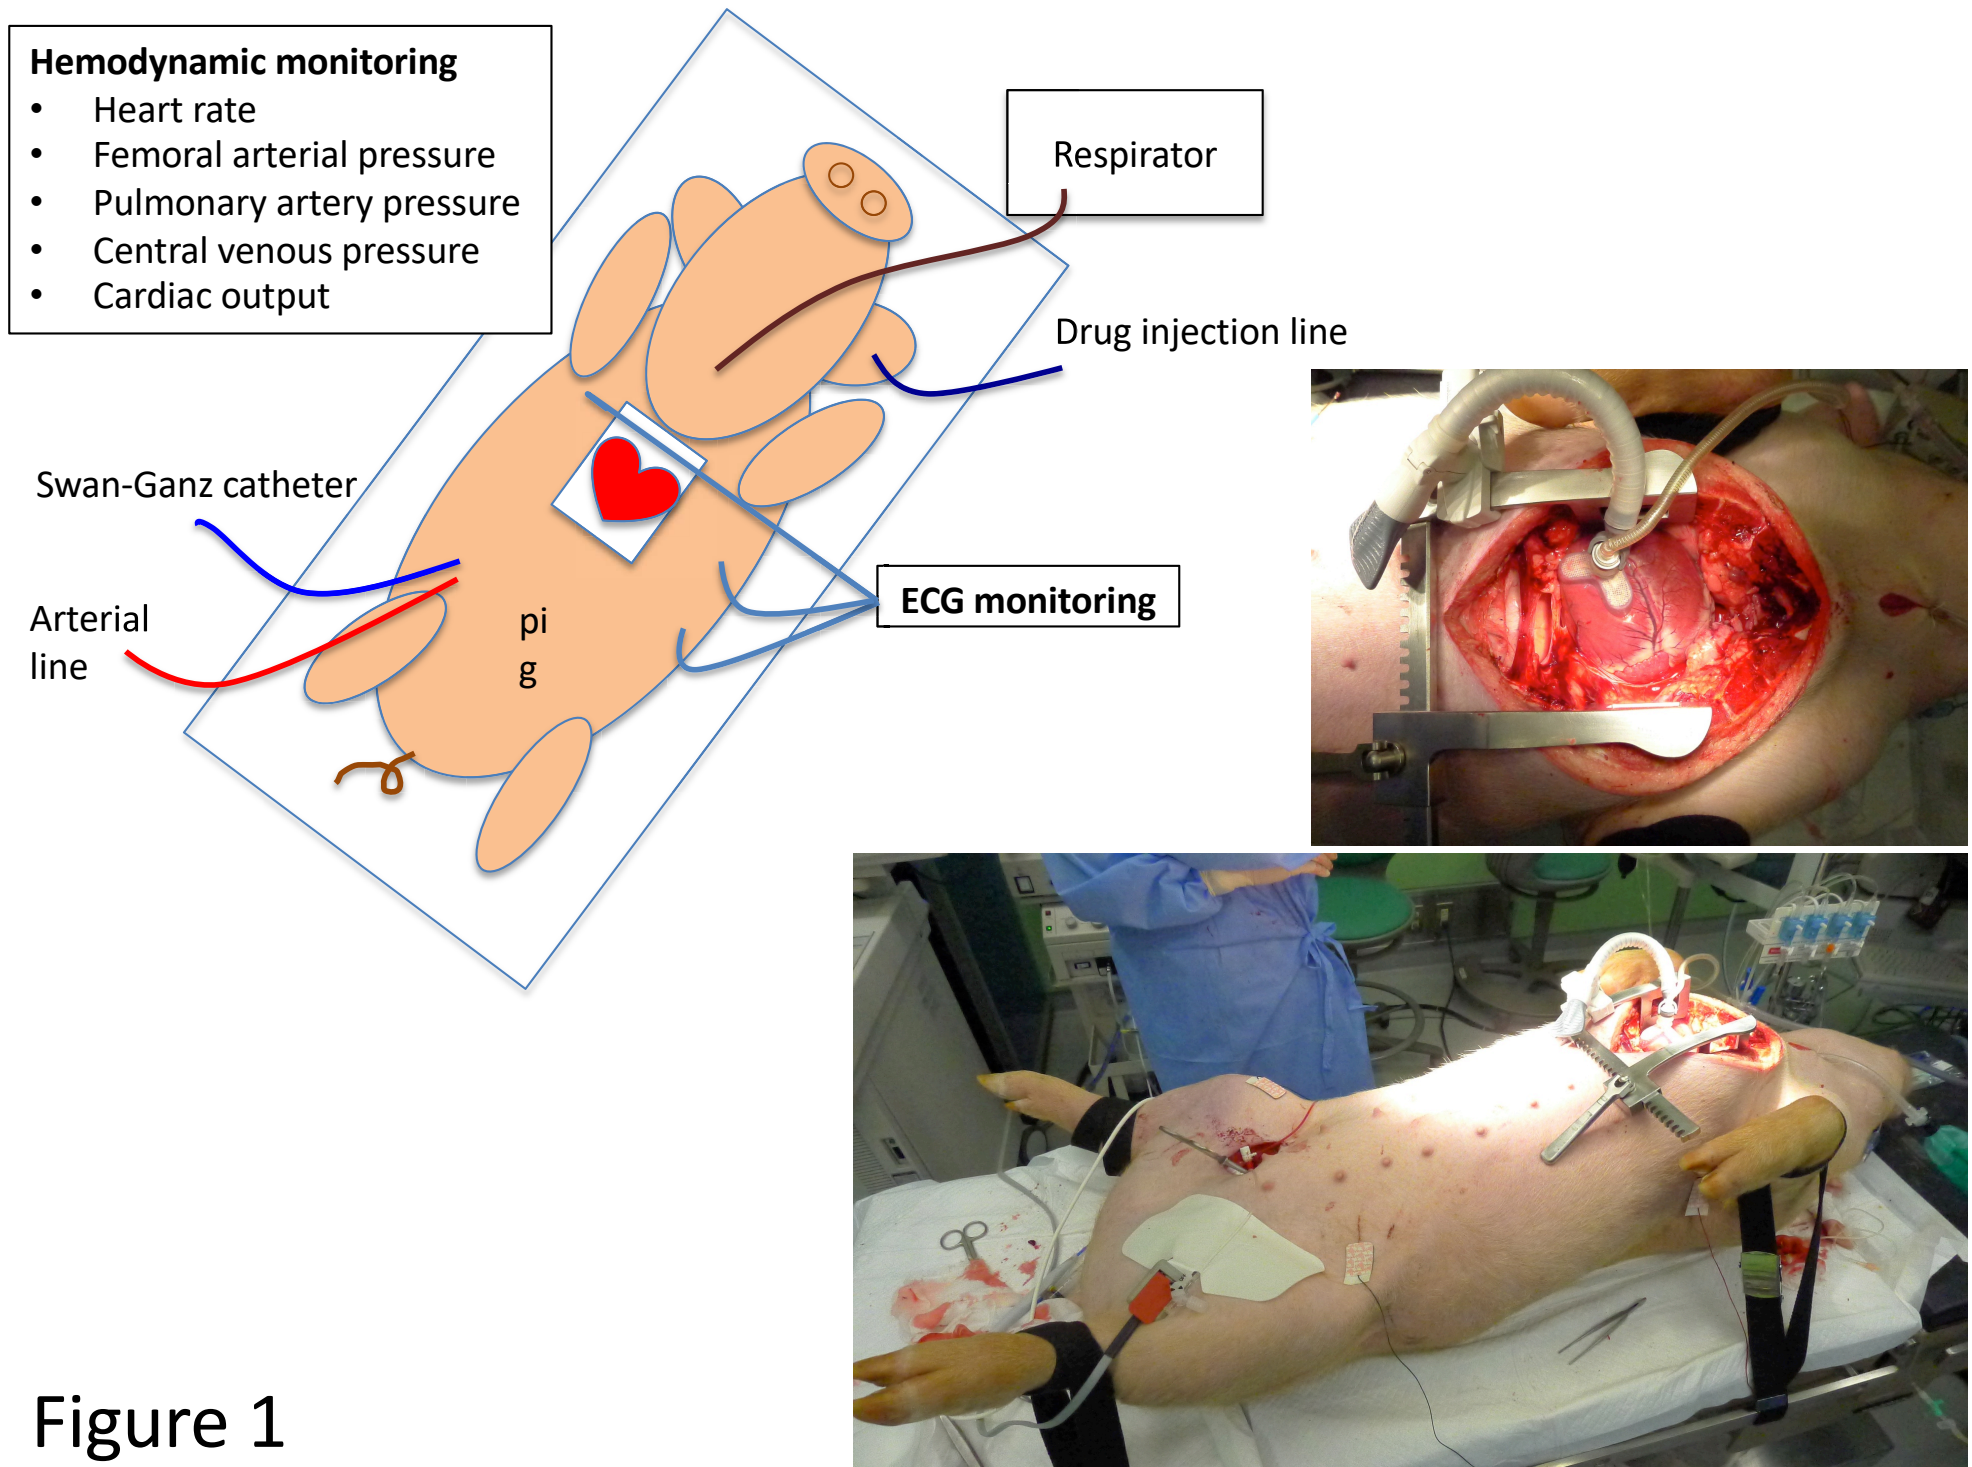 Hemodynamic monitoring
• Heart rate
• Femoral arterial pressure
• Pulmonary artery pressure
• Central venous pressure
• Cardiac output
Respirator
Drug injection line
Swan-Ganz catheter
Arterial
line
pi
g
ECG monitoring
Figure 1